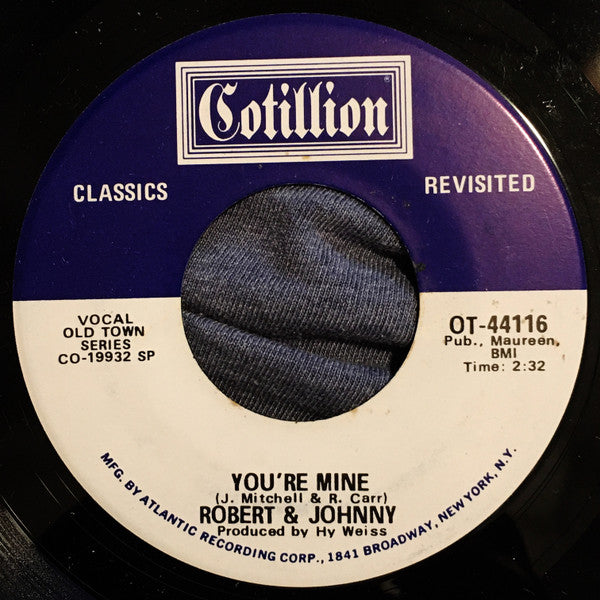 Cotillion
®
CLASSICS
REVISITED
VOCAL
OLD TOWN
SERIES
CO-19932 SP
OT-44116
Pub., Maureen,
BMI
Time: 2:32
YOU'RE MINE
(J. Mitchell & R. Carr)
ROBERT & JOHNNY
Produced by Hy Weiss
MFG. BY ATLANTIC RECORDING CORP., 1841 BROADWAY, NEW YORK, N.Y.